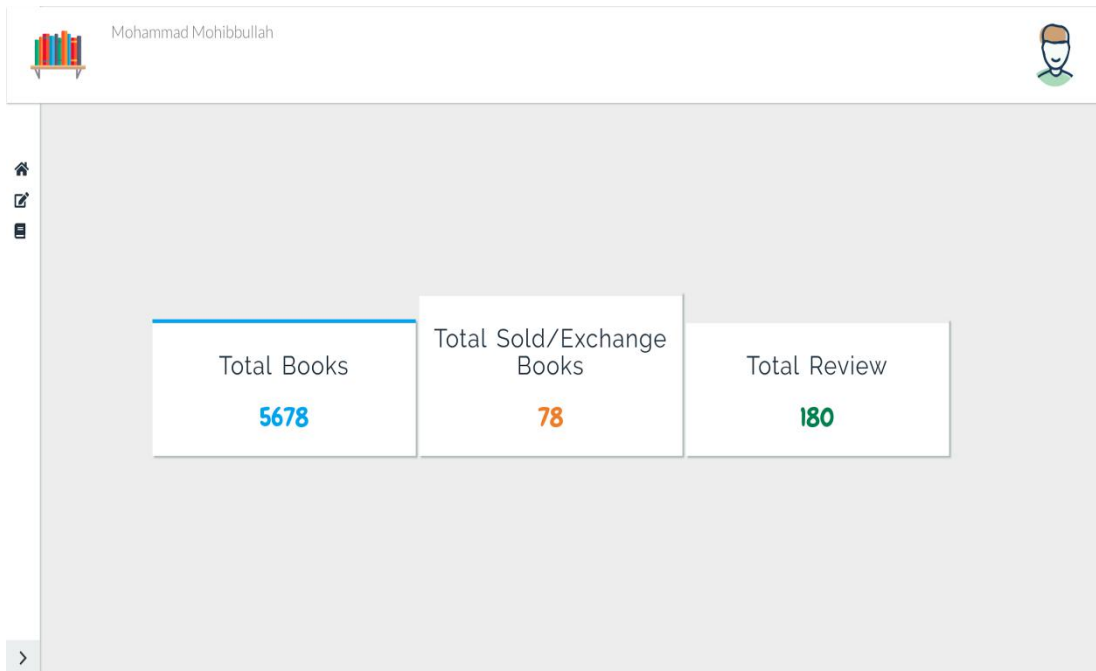 Mohammad Mohibbullah
Total Books
5678
Total Sold/Exchange
Books
78
Total Review
180